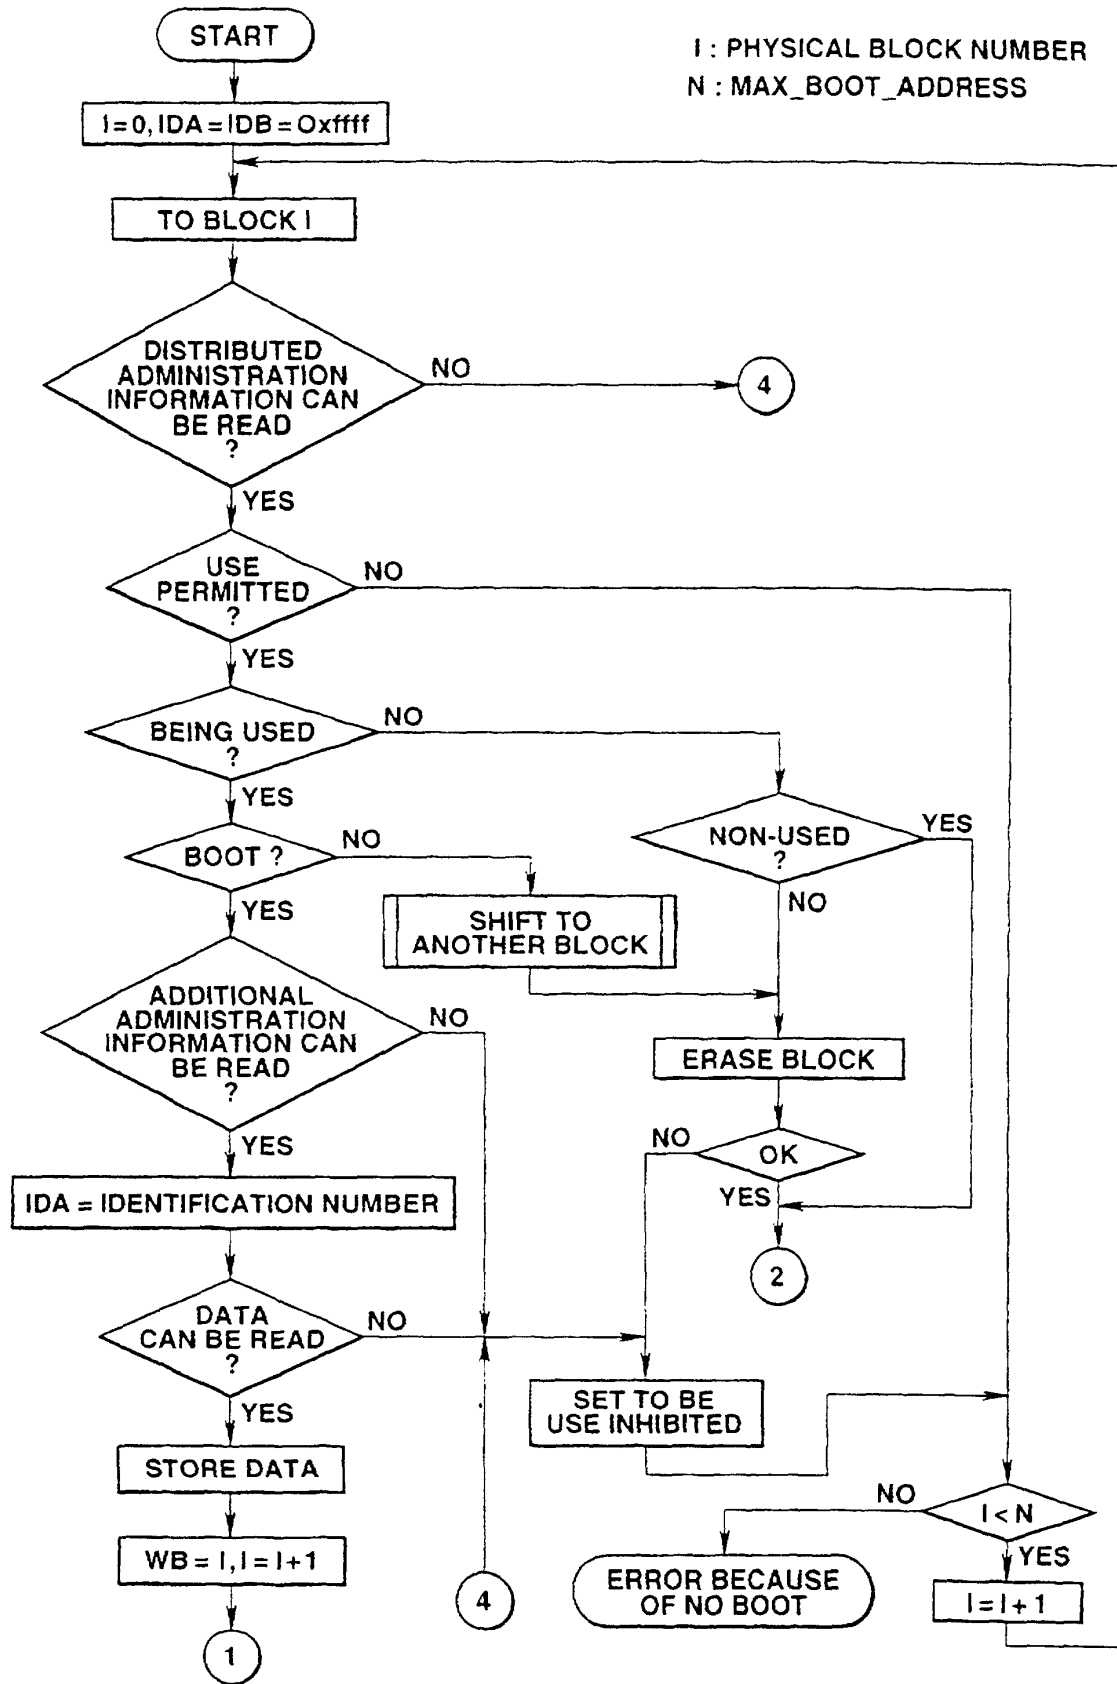 START
I : PHYSICAL BLOCK NUMBER
N : MAX_BOOT_ADDRESS
I=0, IDA=IDB=0xffff
TO BLOCK I
DISTRIBUTED
ADMINISTRATION
INFORMATION CAN
BE READ
?
NO
4
YES
USE
PERMITTED
?
NO
YES
BEING USED
?
NO
YES
NON-USED
?
YES
NO
BOOT ?
NO
YES
SHIFT TO
ANOTHER BLOCK
ADDITIONAL
ADMINISTRATION
INFORMATION CAN
BE READ
?
NO
YES
ERASE BLOCK
OK
NO
YES
2
IDA = IDENTIFICATION NUMBER
DATA
CAN BE READ
?
NO
YES
SET TO BE
USE INHIBITED
STORE DATA
I < N
NO
YES
WB = I, I = I+1
4
ERROR BECAUSE
OF NO BOOT
I = I + 1
1